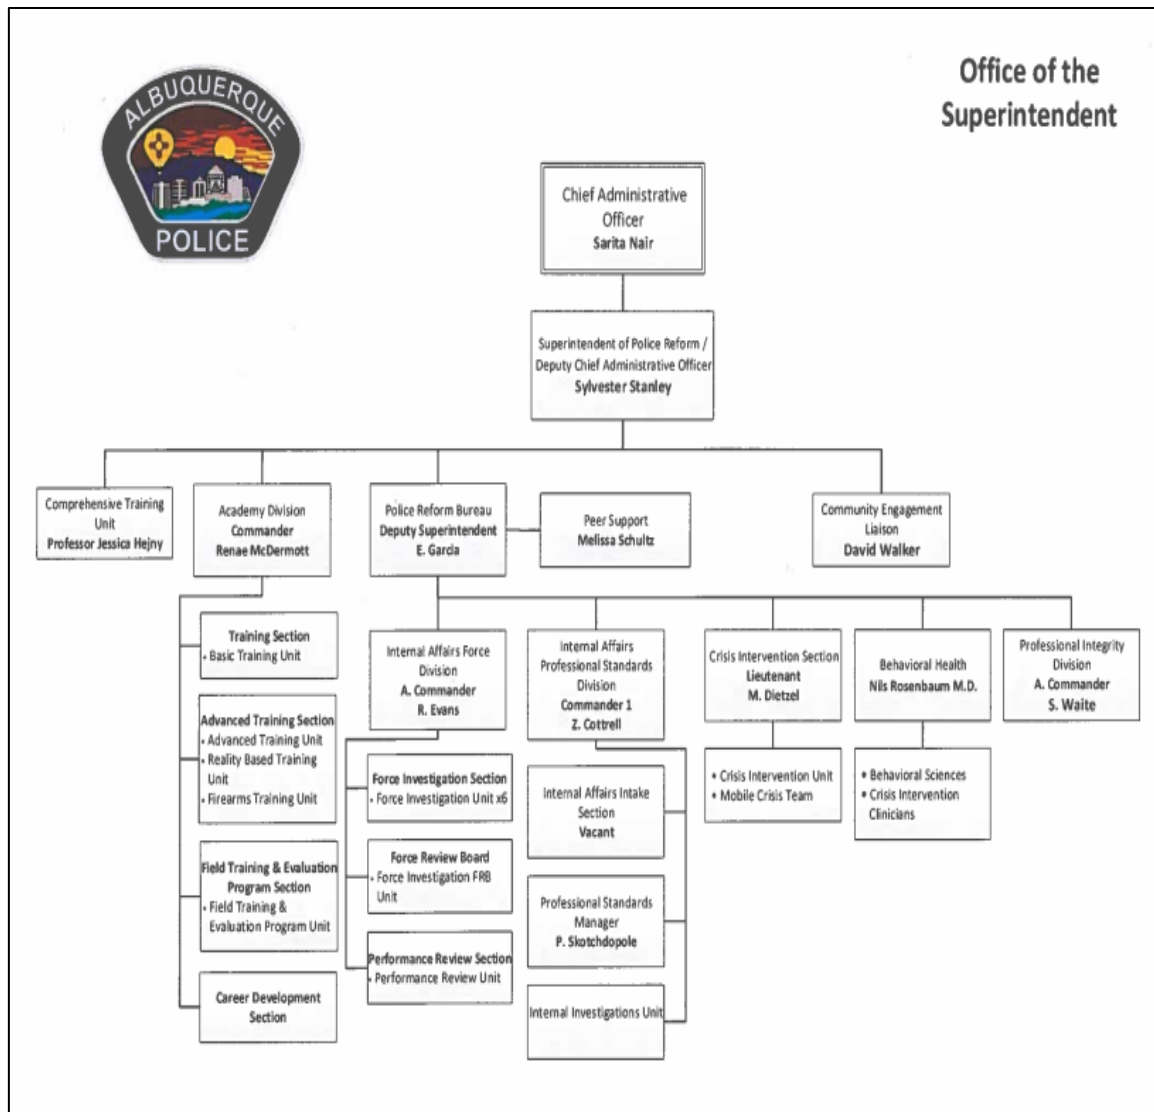 ALBUQUERQUE
POLICE
Office of the
Superintendent
Chief Administrative
Officer
Sarita Nair
Superintendent of Police Reform /
Deputy Chief Administrative Officer
Sylvester Stanley
Comprehensive Training
Unit
Professor Jessica Hejny
Academy Division
Commander
Renae McDermott
Police Reform Bureau
Deputy Superintendent
E. Garcia
Peer Support
Melissa Schultz
Community Engagement
Liaison
David Walker
Training Section
• Basic Training Unit
Advanced Training Section
• Advanced Training Unit
• Reality Based Training
Unit
• Firearms Training Unit
Field Training & Evaluation
Program Section
• Field Training &
Evaluation Program Unit
Career Development
Section
Internal Affairs Force
Division
A. Commander
R. Evans
Force Investigation Section
• Force Investigation Unit x6
Force Review Board
• Force Investigation FRB
Unit
Performance Review Section
• Performance Review Unit
Internal Affairs
Professional Standards
Division
Commander 1
Z. Cottrell
Internal Affairs Intake
Section
Vacant
Professional Standards
Manager
P. Skotchdopole
Internal Investigations Unit
Crisis Intervention Section
Lieutenant
M. Dietzel
• Crisis Intervention Unit
• Mobile Crisis Team
Behavioral Health
Nils Rosenbaum M.D.
• Behavioral Sciences
• Crisis Intervention
Clinicians
Professional Integrity
Division
A. Commander
S. Waite